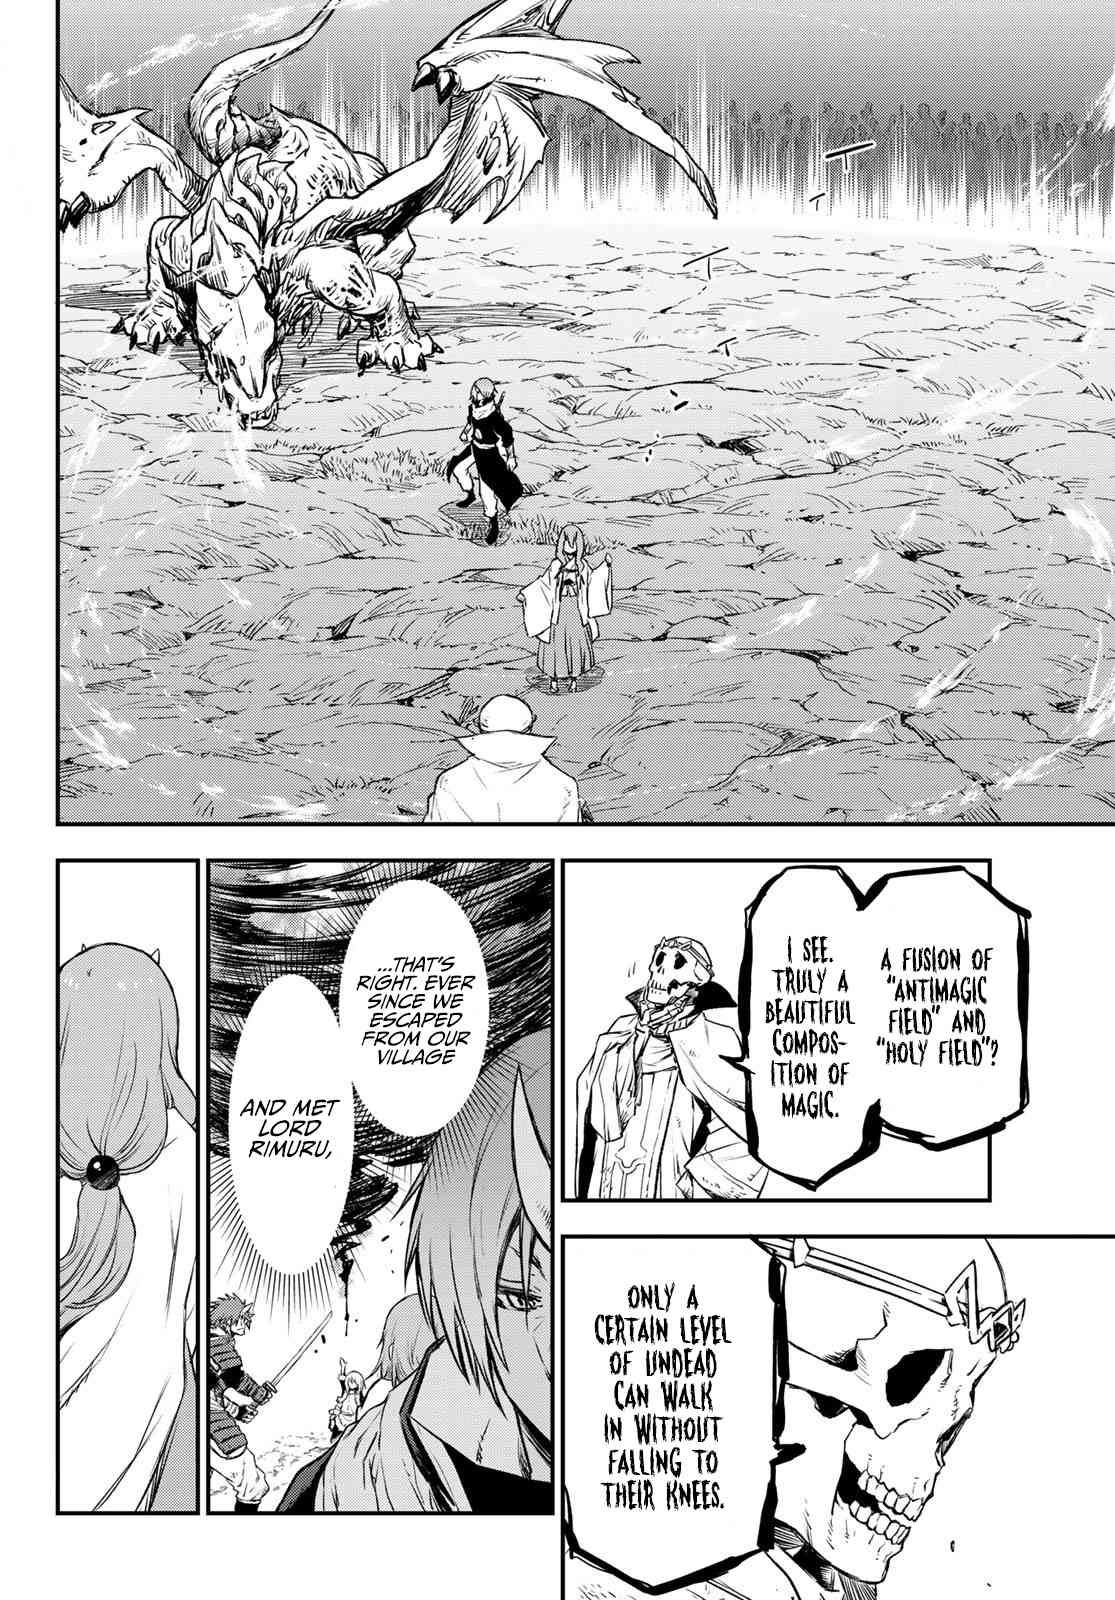 A FUSION OF
"ANTIMAGIC
FIELD" AND
"HOLY FIELD"?
I SEE.
TRULY A
BEAUTIFUL
COMPOS-
ITION OF
MAGIC.
ONLY A
CERTAIN LEVEL
OF UNDEAD
CAN WALK
IN WITHOUT
FALLING TO
THEIR KNEES.
...THAT'S
RIGHT. EVER
SINCE WE
ESCAPED
FROM OUR
VILLAGE
AND MET
LORD
RIMURU,